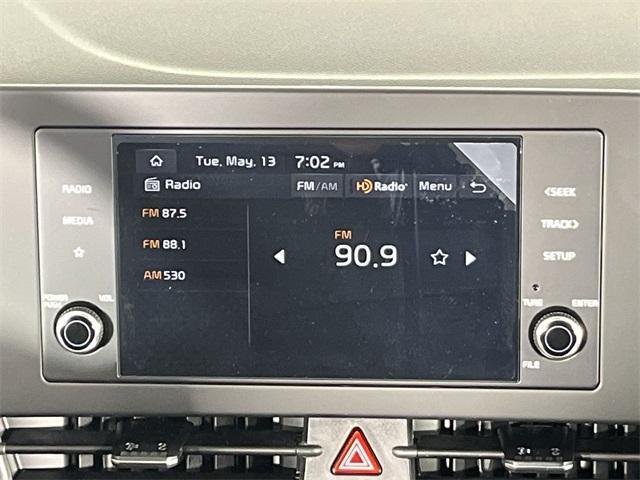 Tue, May, 13 7:02 PM
Radio FM/AM HD Radio Menu
RADIO
MEDIA
POWER PUSH
VOL
FM 87.5
FM 88.1
AM 530
FM
90.9
<SEEK
TRACK>
SETUP
TUNE
ENTER
FILE